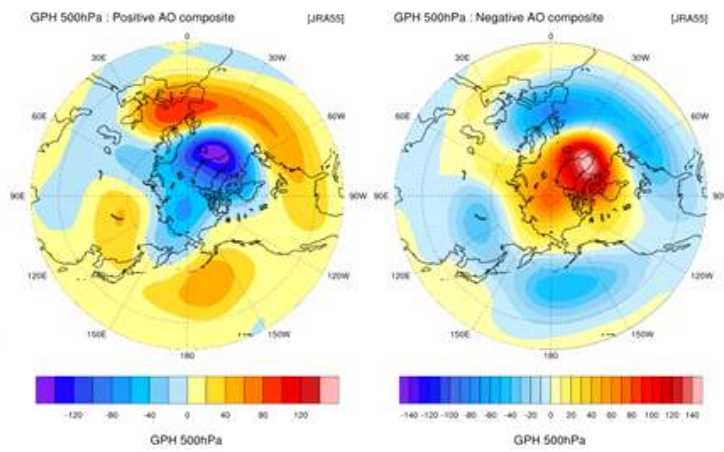 GPH 500hPa : Positive AO composite [JRA55]
0
30E 30W
60E 60W
90E 90W
120E 120W
150E 150W
180
-120 -80 -40 0 40 80 120
GPH 500hPa
GPH 500hPa : Negative AO composite [JRA55]
0
30E 30W
60E 60W
90E 90W
120E 120W
150E 150W
180
-140 -120 -100 -80 -60 -40 -20 0 20 40 60 80 100 120 140
GPH 500hPa